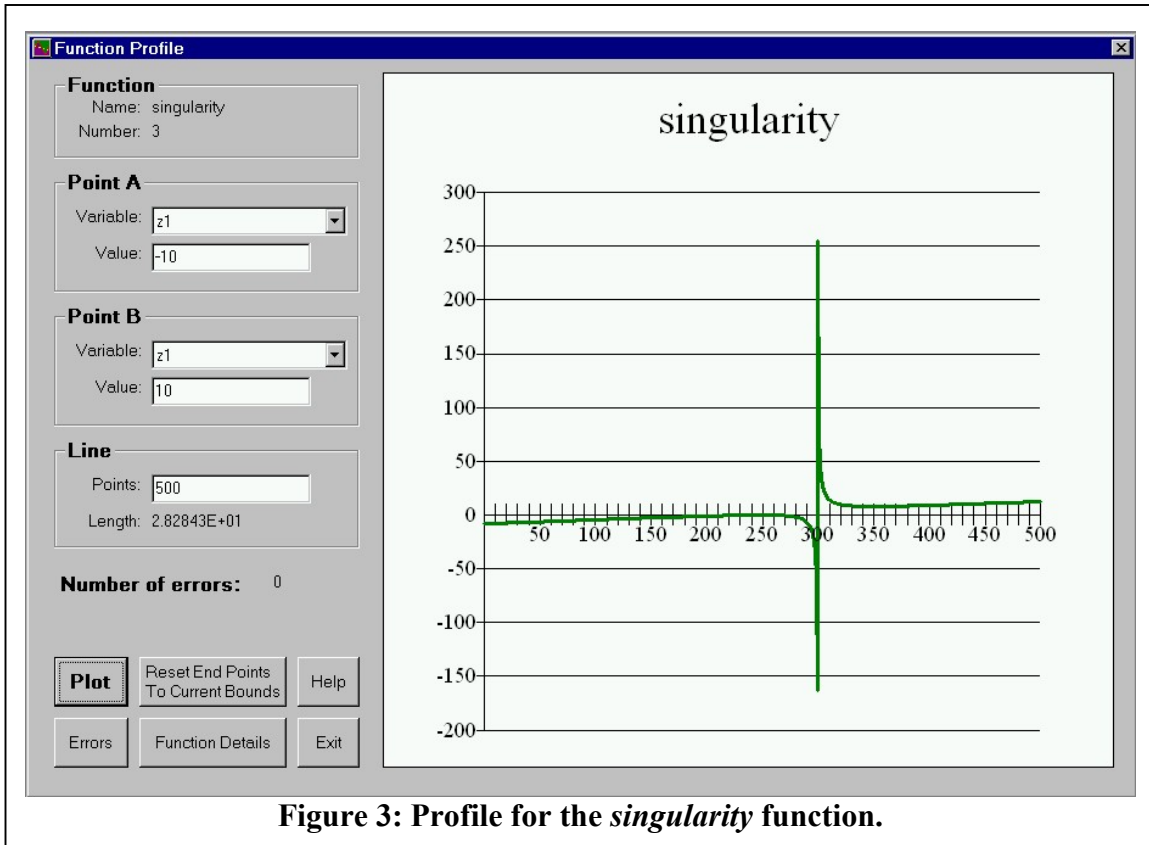 Function Profile
Function
Name: singularity
Number: 3
Point A
Variable: z1
Value: -10
Point B
Variable: z1
Value: 10
Line
Points: 500
Length: 2.82843E+01
Number of errors: 0
Plot
Reset End Points
To Current Bounds
Help
Errors
Function Details
Exit
singularity
300
250
200
150
100
50
0
50 100 150 200 250 300 350 400 450 500
-50
-100
-150
-200
Figure 3: Profile for the singularity function.